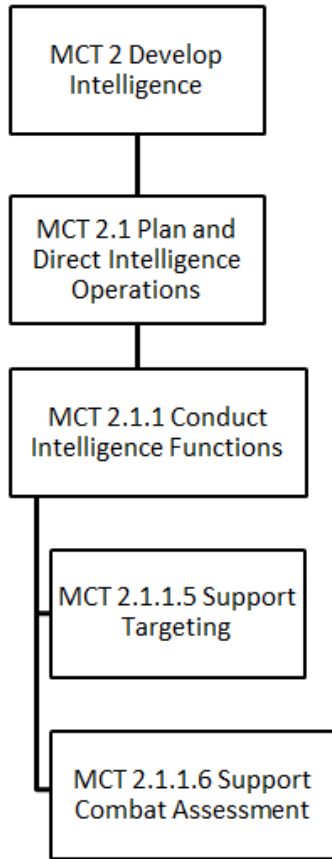 MCT 2 Develop
Intelligence
MCT 2.1 Plan and
Direct Intelligence
Operations
MCT 2.1.1 Conduct
Intelligence Functions
MCT 2.1.1.5 Support
Targeting
MCT 2.1.1.6 Support
Combat Assessment